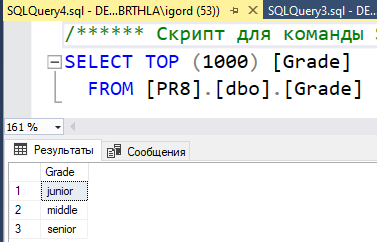 SQLQuery4.sql - DE...BRTHLA\igord (53))
SQLQuery3.sql - DE
/****** Скрипт для команды
SELECT TOP (1000) [Grade]
FROM [PR8].[dbo].[Grade]
161 %
Результаты
Сообщения
Grade
1 junior
2 middle
3 senior